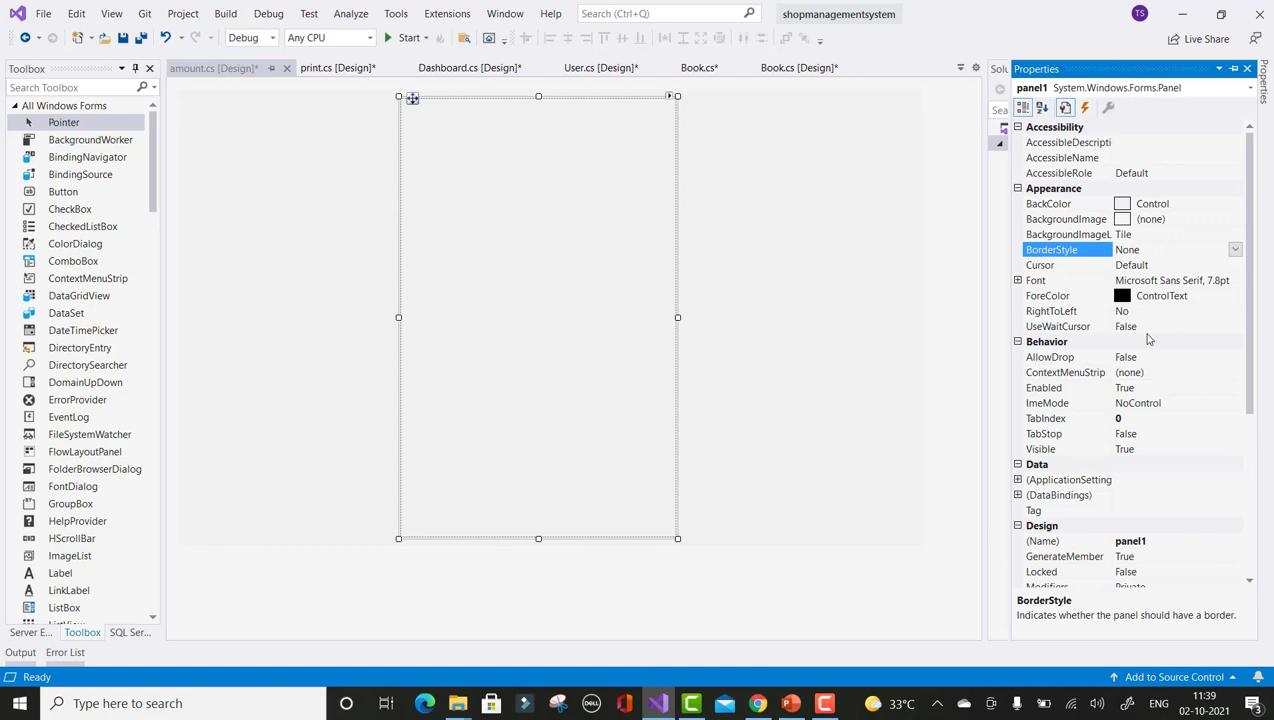 File Edit View Git Project Build Debug Test Analyze Tools Extensions Window Help Search (Ctrl+Q) shopmanagementsystem TS
Debug Any CPU Start Live Share
Toolbox
amount.cs [Design]* print.cs [Design]* Dashboard.cs [Design]* User.cs [Design]* Book.cs* Book.cs [Design]*
Solu
Properties
Search Toolbox
panel1 System.Windows.Forms.Panel
All Windows Forms
Pointer
BackgroundWorker
BindingNavigator
BindingSource
Button
CheckBox
CheckedListBox
ColorDialog
ComboBox
ContextMenuStrip
DataGridView
DataSet
DateTimePicker
DirectoryEntry
DirectorySearcher
DomainUpDown
ErrorProvider
EventLog
FileSystemWatcher
FlowLayoutPanel
FolderBrowserDialog
FontDialog
GroupBox
HelpProvider
HScrollBar
ImageList
Label
LinkLabel
ListBox
ListView
Server E... Toolbox SQL Ser...
Sea
Accessibility
AccessibleDescripti
AccessibleName
AccessibleRole Default
Appearance
BackColor Control
BackgroundImage (none)
BackgroundImageL Tile
BorderStyle None
Cursor Default
Font Microsoft Sans Serif, 7.8pt
ForeColor ControlText
RightToLeft No
UseWaitCursor False
Behavior
AllowDrop False
ContextMenuStrip (none)
Enabled True
ImeMode NoControl
TabIndex 0
TabStop False
Visible True
Data
(ApplicationSetting
(DataBindings)
Tag
Design
(Name) panel1
GenerateMember True
Locked False
Modifiers Private
BorderStyle
Indicates whether the panel should have a border.
Properties
Output Error List
Ready Add to Source Control
Type here to search
DELL
33°C
ENG
11:39
02-10-2021
3